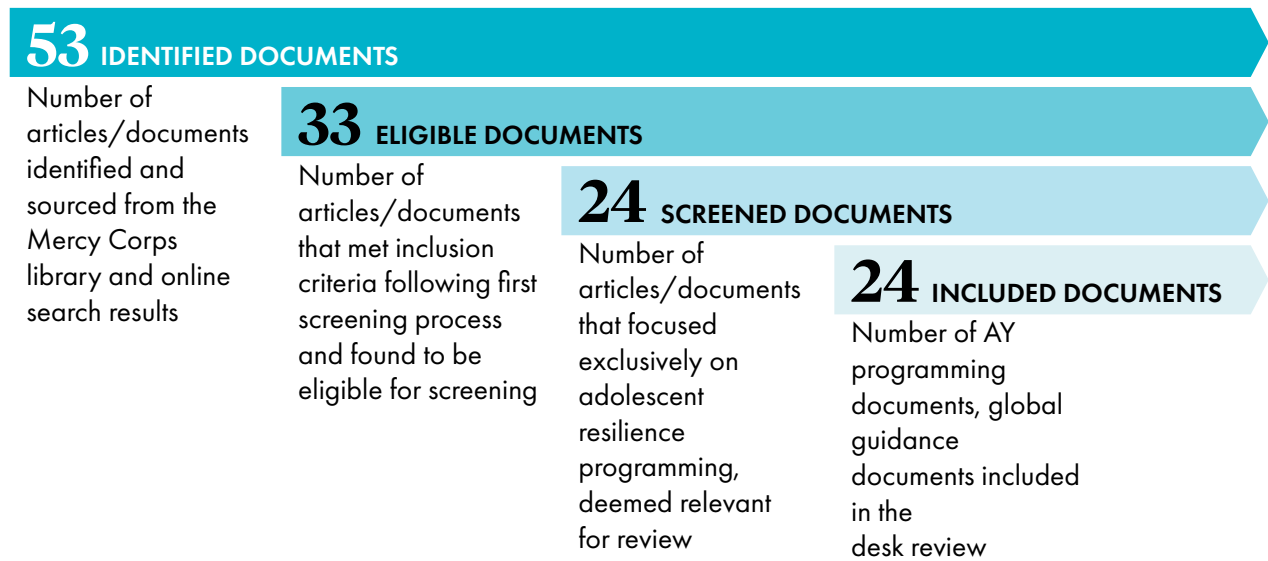 53 IDENTIFIED DOCUMENTS
Number of
articles/documents
identified and
sourced from the
Mercy Corps
library and online
search results
33 ELIGIBLE DOCUMENTS
Number of
articles/documents
that met inclusion
criteria following first
screening process
and found to be
eligible for screening
24 SCREENED DOCUMENTS
Number of
articles/documents
that focused
exclusively on
adolescent
resilience
programming,
deemed relevant
for review
24 INCLUDED DOCUMENTS
Number of AY
programming
documents, global
guidance
documents included
in the
desk review